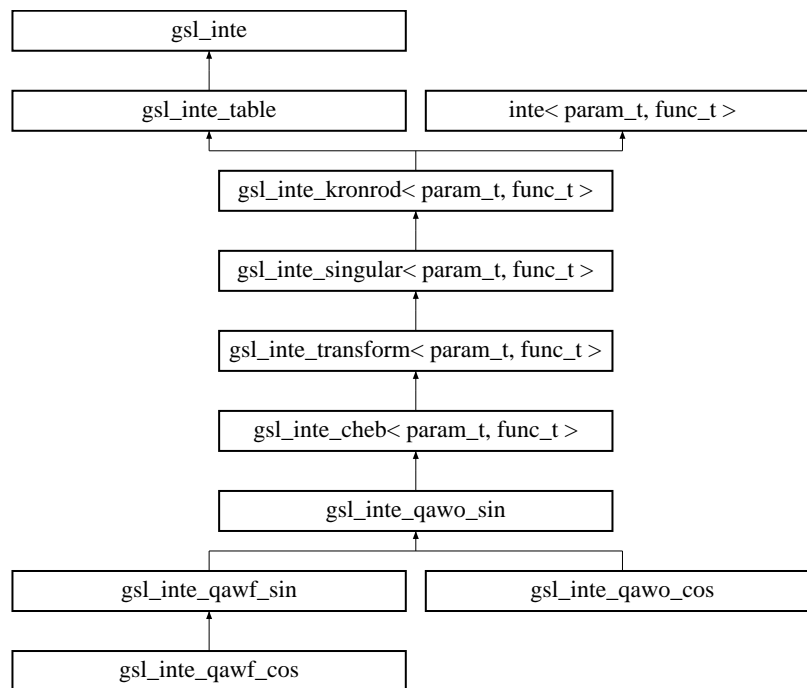 gsl_inte
gsl_inte_table
inte< param_t, func_t >
gsl_inte_kronrod< param_t, func_t >
gsl_inte_singular< param_t, func_t >
gsl_inte_transform< param_t, func_t >
gsl_inte_cheb< param_t, func_t >
gsl_inte_qawo_sin
gsl_inte_qawf_sin
gsl_inte_qawo_cos
gsl_inte_qawf_cos